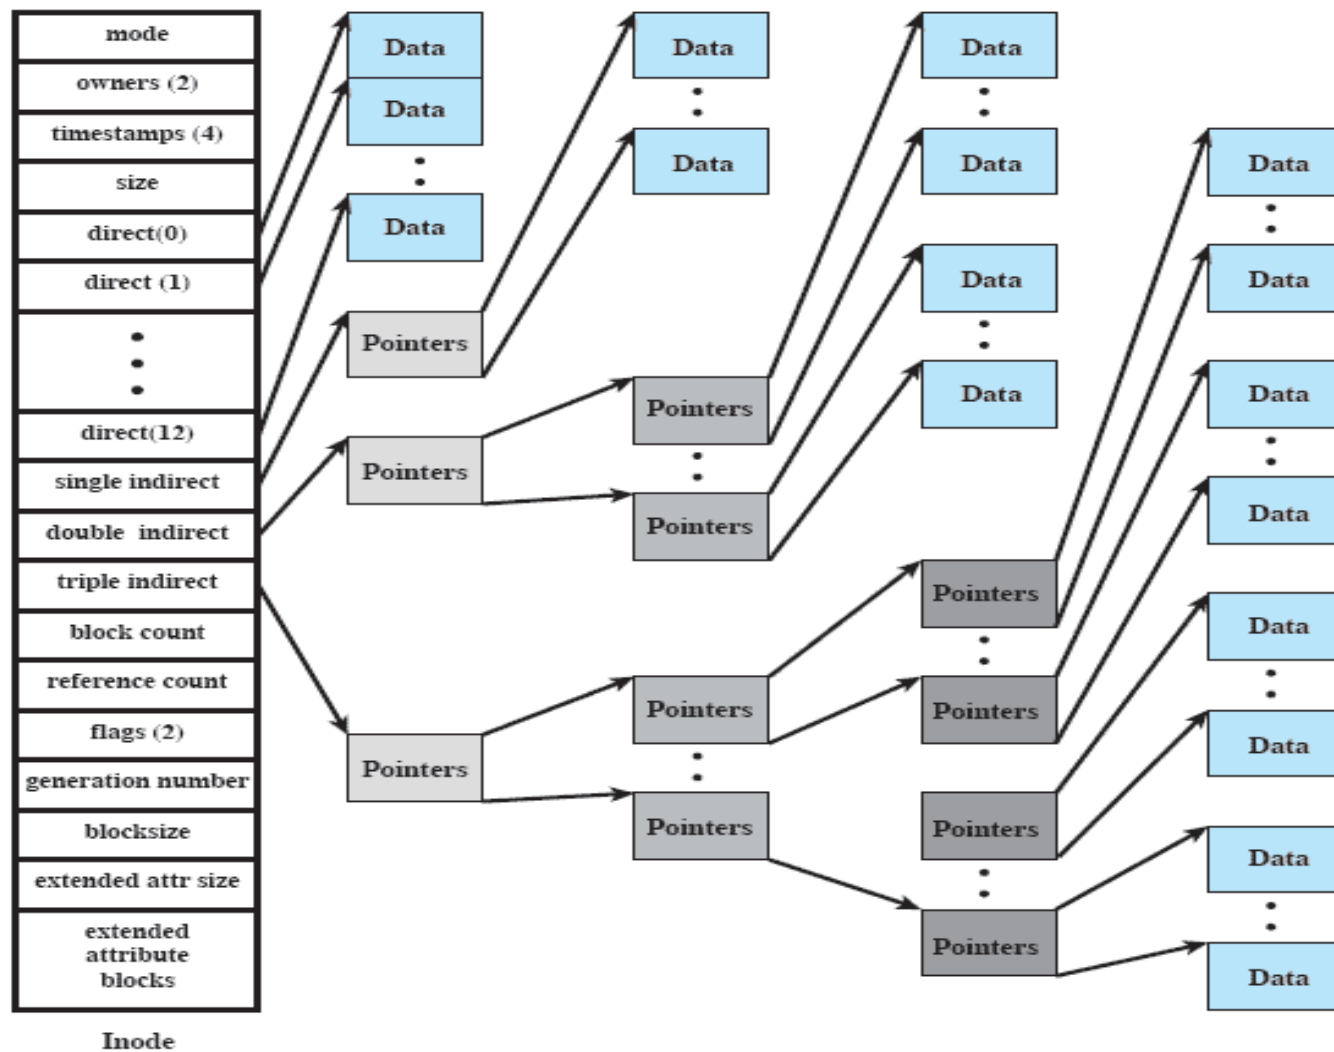 mode
owners (2)
timestamps (4)
size
direct(0)
direct (1)
direct(12)
single indirect
double indirect
triple indirect
block count
reference count
flags (2)
generation number
blocksize
extended attr size
extended
attribute
blocks
Inode
Data
Data
Data
Pointers
Pointers
Pointers
Data
Data
Pointers
Pointers
Pointers
Pointers
Data
Data
Data
Data
Pointers
Pointers
Pointers
Pointers
Data
Data
Data
Data
Data
Data
Data
Data